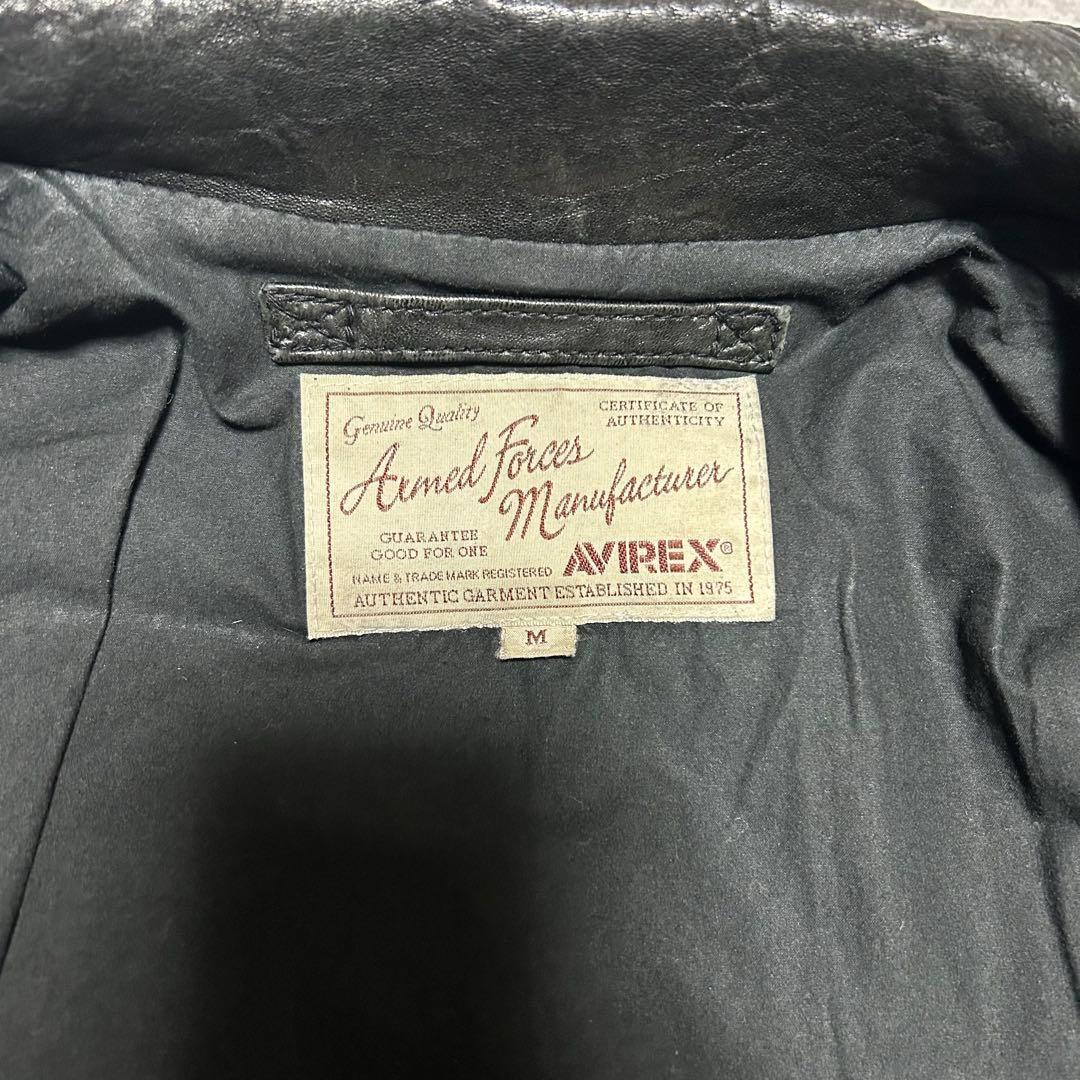 Genuine Quality
CERTIFICATE OF
AUTHENTICITY
Armed Forces
Manufacturer
GUARANTEE
GOOD FOR ONE
NAME & TRADE MARK REGISTERED
AVIREX®
AUTHENTIC GARMENT ESTABLISHED IN 1975
M